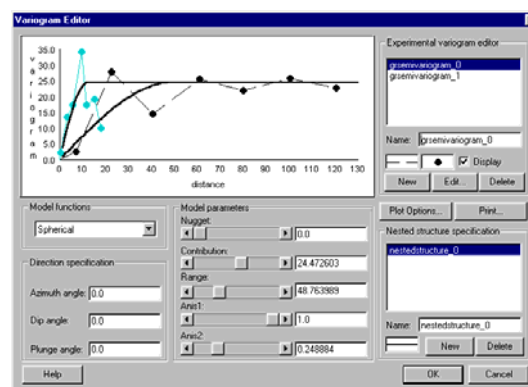 Variogram Editor
35.0
30.0
25.0
20.0
15.0
10.0
5.0
0.0
variogram
0 10 20 30 40 50 60 70 80 90 100 110 120 130
distance
Model functions
Spherical
Direction specification
Azimuth angle: 0.0
Dip angle: 0.0
Plunge angle: 0.0
Help
Model parameters
Nugget:
0.0
Contribution:
24.472603
Range:
48.763989
Anis1:
1.0
Anis2
0.248884
Experimental variogram editor
grsemivariogram_0
grsemivariogram_1
Name: grsemivariogram_0
Display
New Edit... Delete
Plot Options... Print...
Nested structure specification
nestedstructure_0
Name: nestedstructure_0
New Delete
OK Cancel